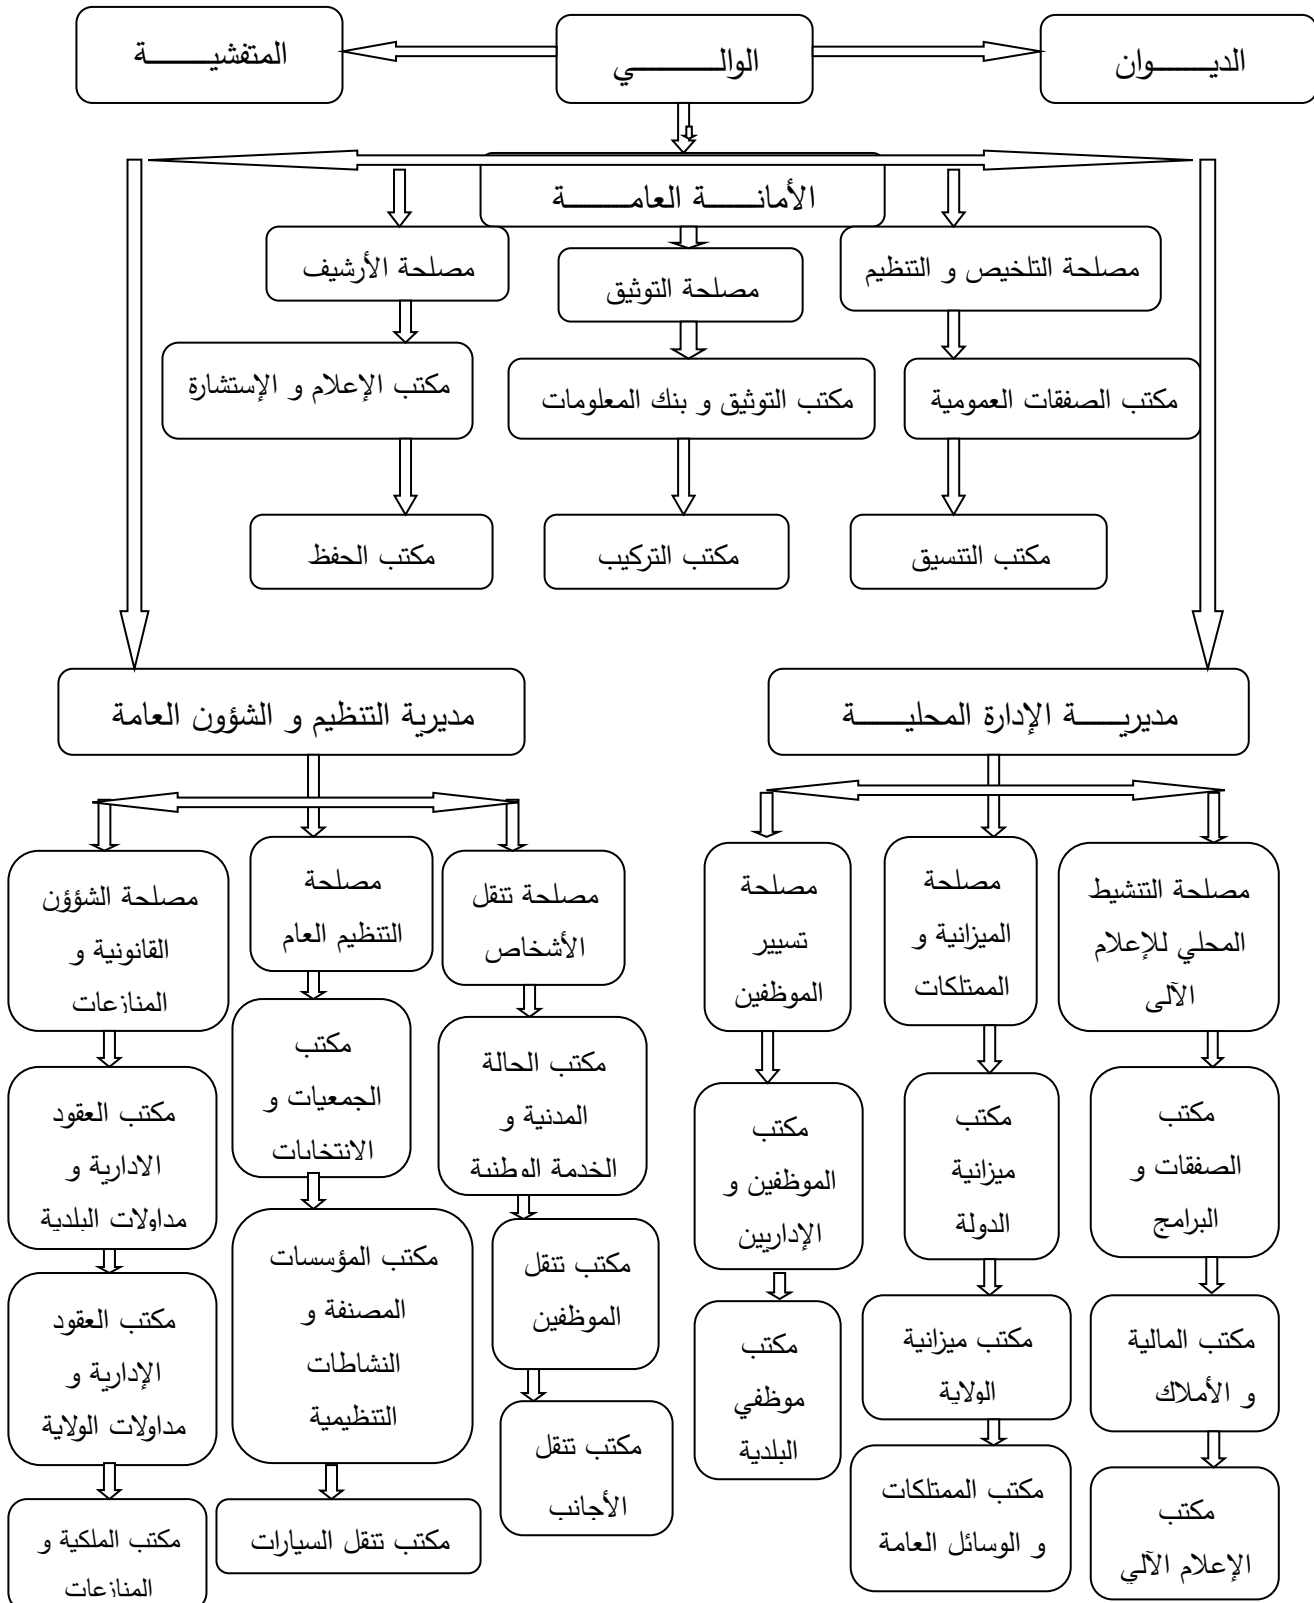 الديـــــوان
الوالـــــــي
المتفشيـــــــة
الأمانـــــة العامـــــة
مصلحة التلخيص و التنظيم
مصلحة التوثيق
مصلحة الأرشيف
مكتب الصفقات العمومية
مكتب التوثيق و بنك المعلومات
مكتب الإعلام و الإستشارة
مكتب التنسيق
مكتب التركيب
مكتب الحفظ
مديريـــــة الإدارة المحليـــــة
مديرية التنظيم و الشؤون العامة
مصلحة التنشيط
المحلي للإعلام
الآلى
مصلحة
الميزانية و
الممتلكات
مصلحة
تسيير
الموظفين
مصلحة تنقل
الأشخاص
مصلحة
التنظيم العام
مصلحة الشؤؤن
القانونية و
المنازعات
مكتب
الصفقات و
البرامج
مكتب
ميزانية
الدولة
مكتب
الموظفين و
الإداريين
مكتب الحالة
المدنية و
الخدمة الوطنية
مكتب
الجمعيات و
الانتخابات
مكتب العقود
الادارية و
مداولات البلدية
مكتب المالية
و الأملاك
مكتب ميزانية
الولاية
مكتب
موظفي
البلدية
مكتب تنقل
الموظفين
مكتب المؤسسات
المصنفة و
النشاطات
التنظيمية
مكتب العقود
الإدارية و
مداولات الولاية
مكتب
الإعلام الآلي
مكتب الممتلكات
و الوسائل العامة
مكتب تنقل
الأجانب
مكتب تنقل السيارات
مكتب الملكية و
المنازعات